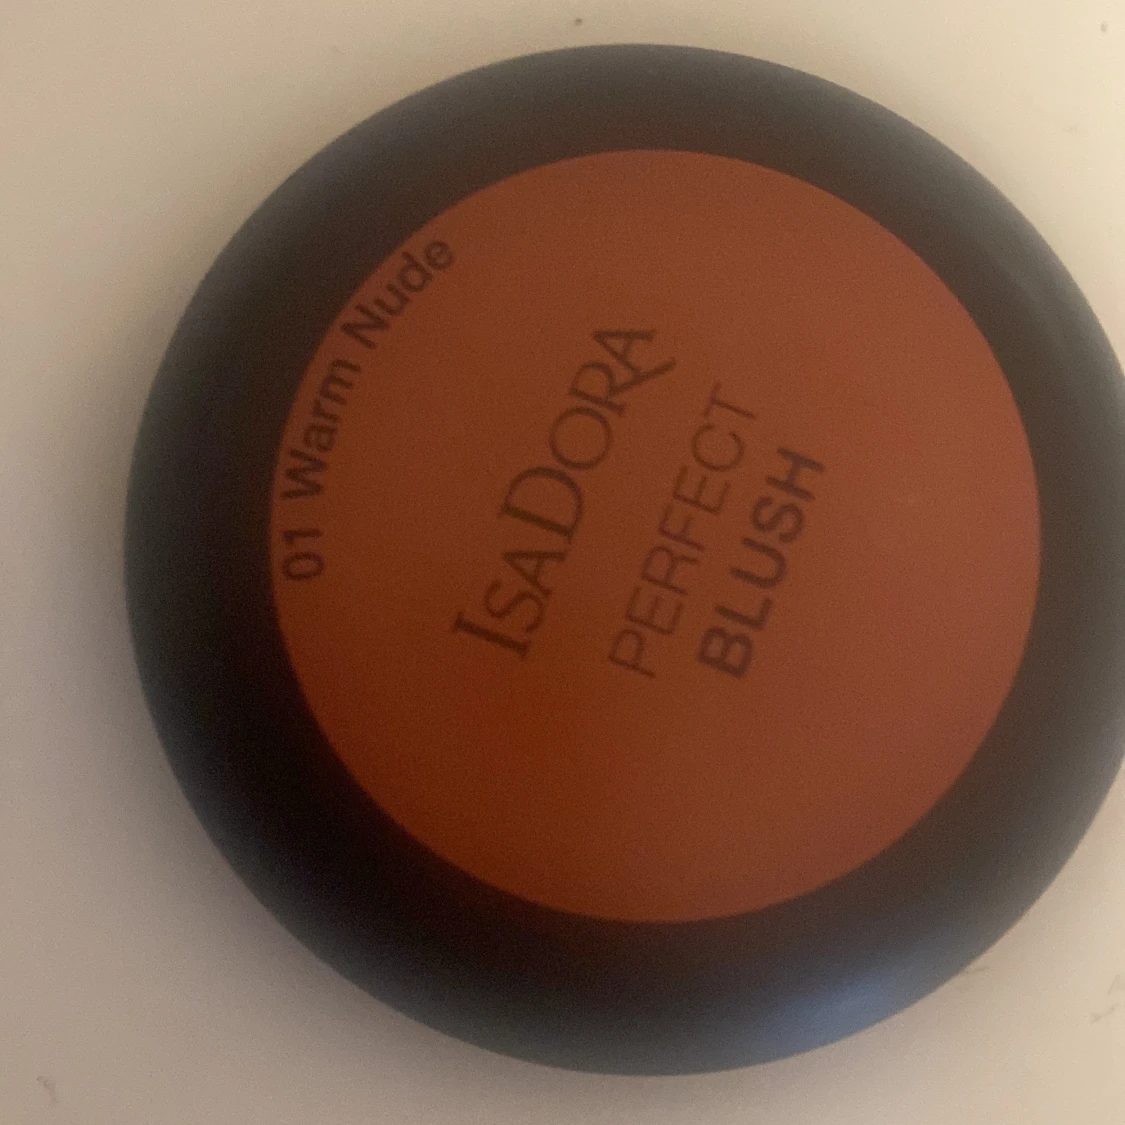 01 Warm Nude
ISADORA
PERFECT
BLUSH